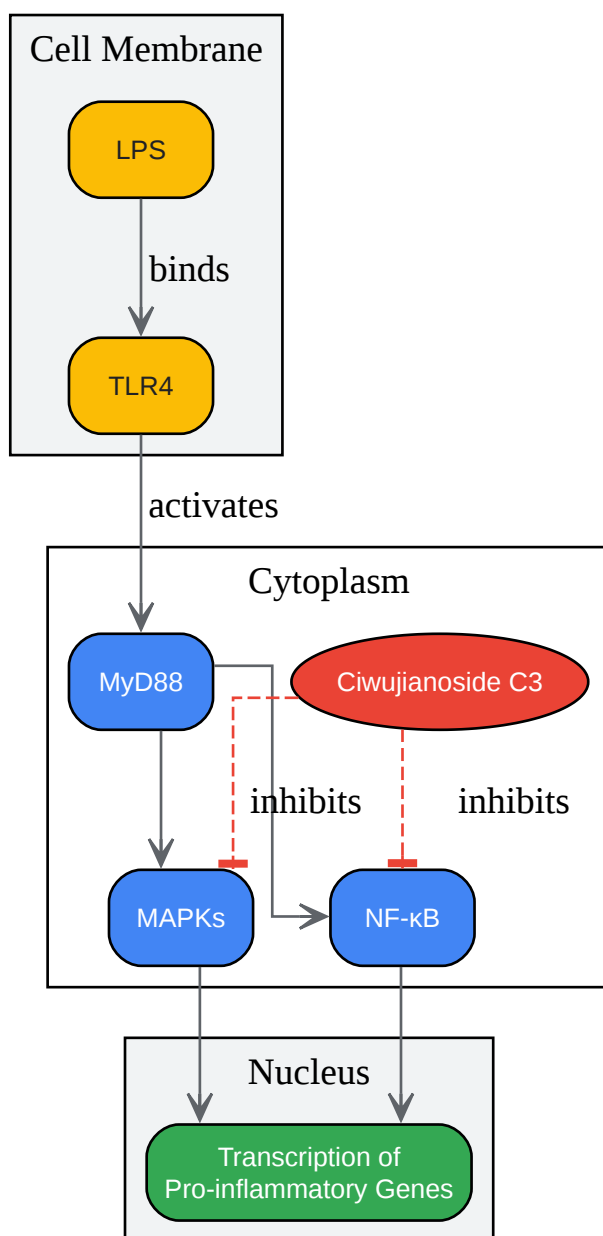 Cell Membrane
LPS
binds
TLR4
activates
Cytoplasm
MyD88
Ciwujianoside C3
inhibits
inhibits
MAPKs
NF-κB
Nucleus
Transcription of
Pro-inflammatory Genes